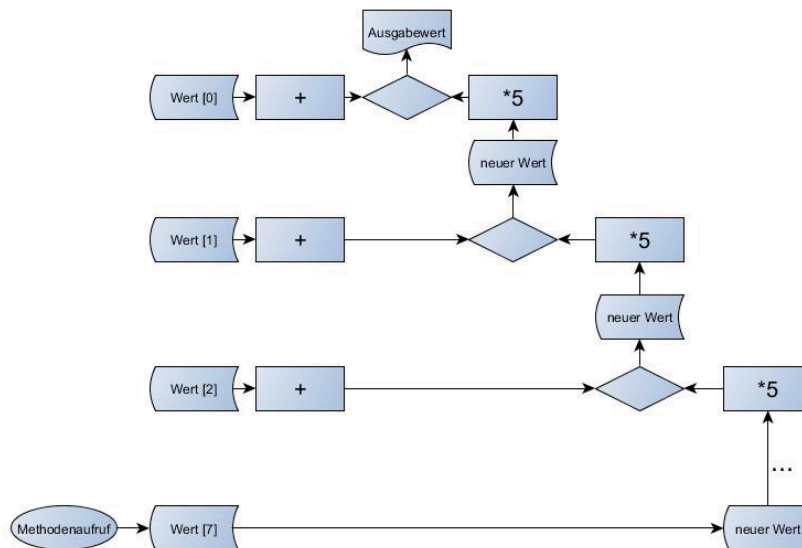 Ausgabewert
Wert [0]
+
*5
neuer Wert
Wert [1]
+
*5
neuer Wert
Wert [2]
+
*5
...
Methodenaufruf
Wert [7]
neuer Wert